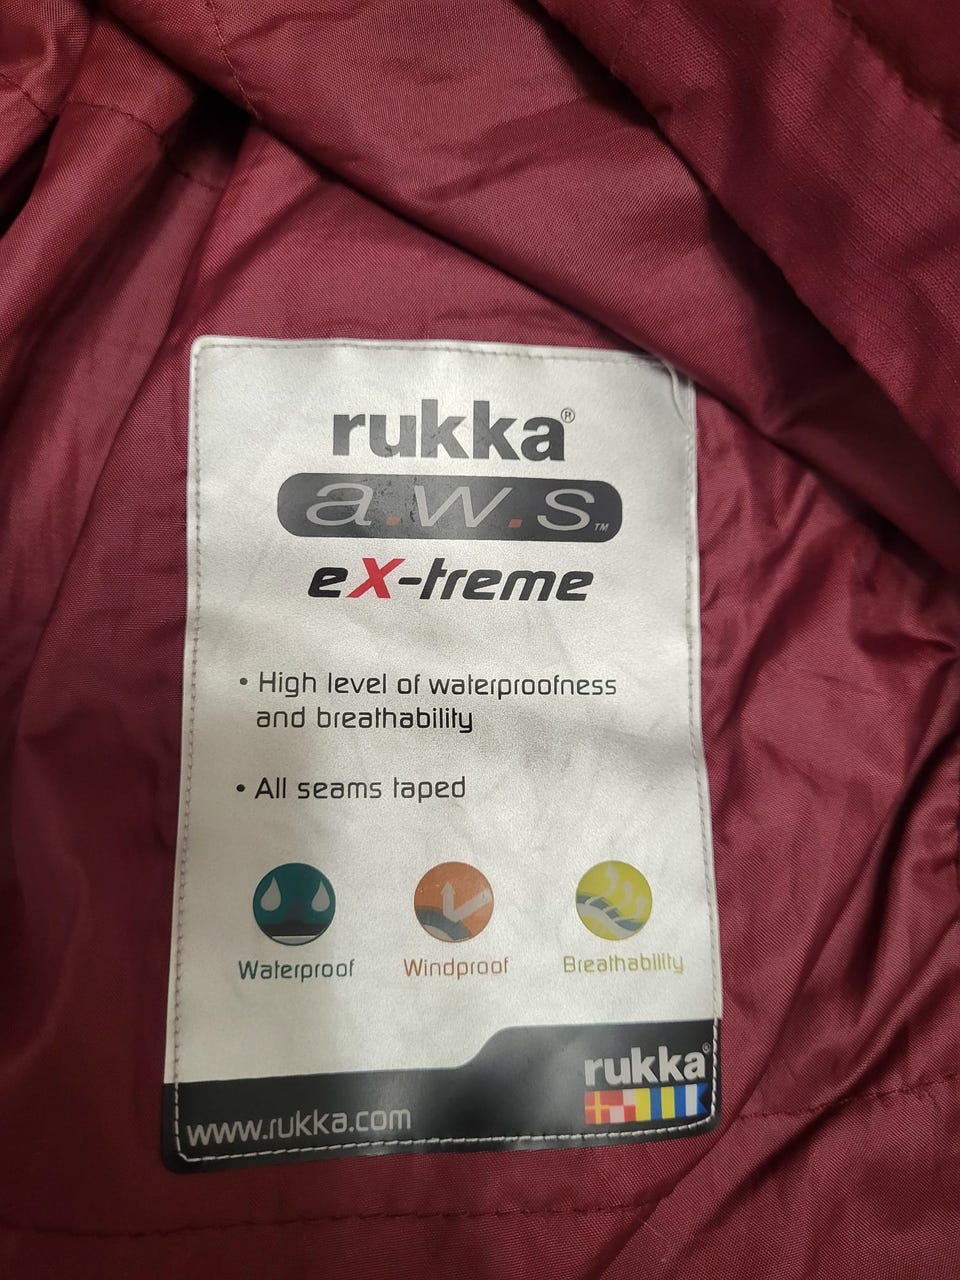 rukka®
a.w.s™
eX-treme
• High level of waterproofness
and breathability
• All seams taped
Waterproof Windproof Breathability
rukka®
www.rukka.com